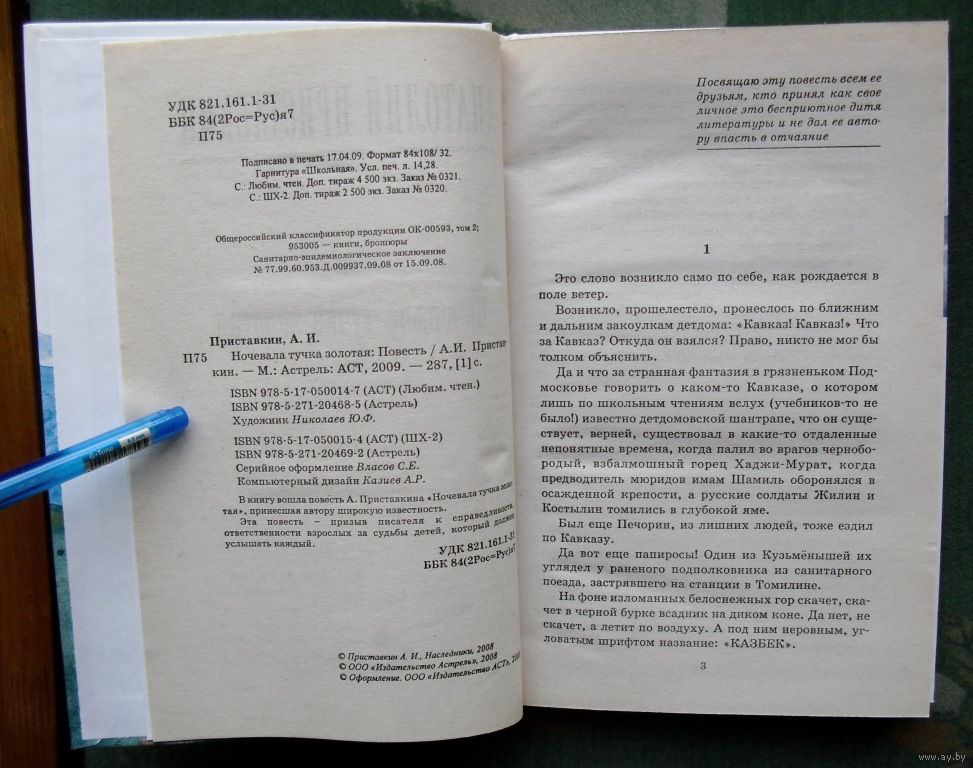 УДК 821.161.1-31
ББК 84(2Рос=Рус)я7
П75
Подписано в печать 17.04.09. Формат 84х108/ 32.
Гарнитура «Школьная». Усл. печ. л. 14,28.
С.: Любим. чтен. Доп. тираж 4 500 экз. Заказ № 0321.
С.: ШХ-2. Доп. тираж 2 500 экз. Заказ № 0320.
Общероссийский классификатор продукции ОК-00593, том 2;
953005 — книги, брошюры
Санитарно-эпидемиологическое заключение
№ 77.99.60.953.Д.009937.09.08 от 15.09.08.
Приставкин, А. И.
П75 Ночевала тучка золотая: Повесть / А.И. Пристав-
кин. — М.: Астрель: АСТ, 2009. — 287, [1] с.
ISBN 978-5-17-050014-7 (АСТ) (Любим. чтен.)
ISBN 978-5-271-20468-5 (Астрель)
Художник Николаев Ю.Ф.
ISBN 978-5-17-050015-4 (АСТ) (ШХ-2)
ISBN 978-5-271-20469-2 (Астрель)
Серийное оформление Власов С.Е.
Компьютерный дизайн Казиев А.Р.
В книгу вошла повесть А. Приставкина «Ночевала тучка золо-
тая», принесшая автору широкую известность.
Эта повесть – призыв писателя к справедливости,
ответственности взрослых за судьбы детей, который должен
услышать каждый.
УДК 821.161.1-31
ББК 84(2Рос=Рус)я7
© Приставкин А. И., Наследники, 2008
© ООО «Издательство Астрель», 2008
© Оформление. ООО «Издательство АСТ», 2008
Посвящаю эту повесть всем ее
друзьям, кто принял как свое
личное это бесприютное дитя
литературы и не дал ее авто-
ру впасть в отчаяние
1
Это слово возникло само по себе, как рождается в
поле ветер.
Возникло, прошелестело, пронеслось по ближним
и дальним закоулкам детдома: «Кавказ! Кавказ!» Что
за Кавказ? Откуда он взялся? Право, никто не мог бы
толком объяснить.
Да и что за странная фантазия в грязненьком Под-
московье говорить о каком-то Кавказе, о котором
лишь по школьным чтениям вслух (учебников-то не
было!) известно детдомовской шантрапе, что он суще-
ствует, верней, существовал в какие-то отдаленные
непонятные времена, когда палил во врагов чернобо-
родый, взбалмошный горец Хаджи-Мурат, когда
предводитель мюридов имам Шамиль оборонялся в
осажденной крепости, а русские солдаты Жилин и
Костылин томились в глубокой яме.
Был еще Печорин, из лишних людей, тоже ездил
по Кавказу.
Да вот еще папиросы! Один из Кузьмёнышей их
углядел у раненого подполковника из санитарного
поезда, застрявшего на станции в Томилине.
На фоне изломанных белоснежных гор скачет, ска-
чет в черной бурке всадник на диком коне. Да нет, не
скачет, а летит по воздуху. А под ним неровным, уг-
ловатым шрифтом название: «КАЗБЕК».
3
www.ay.by